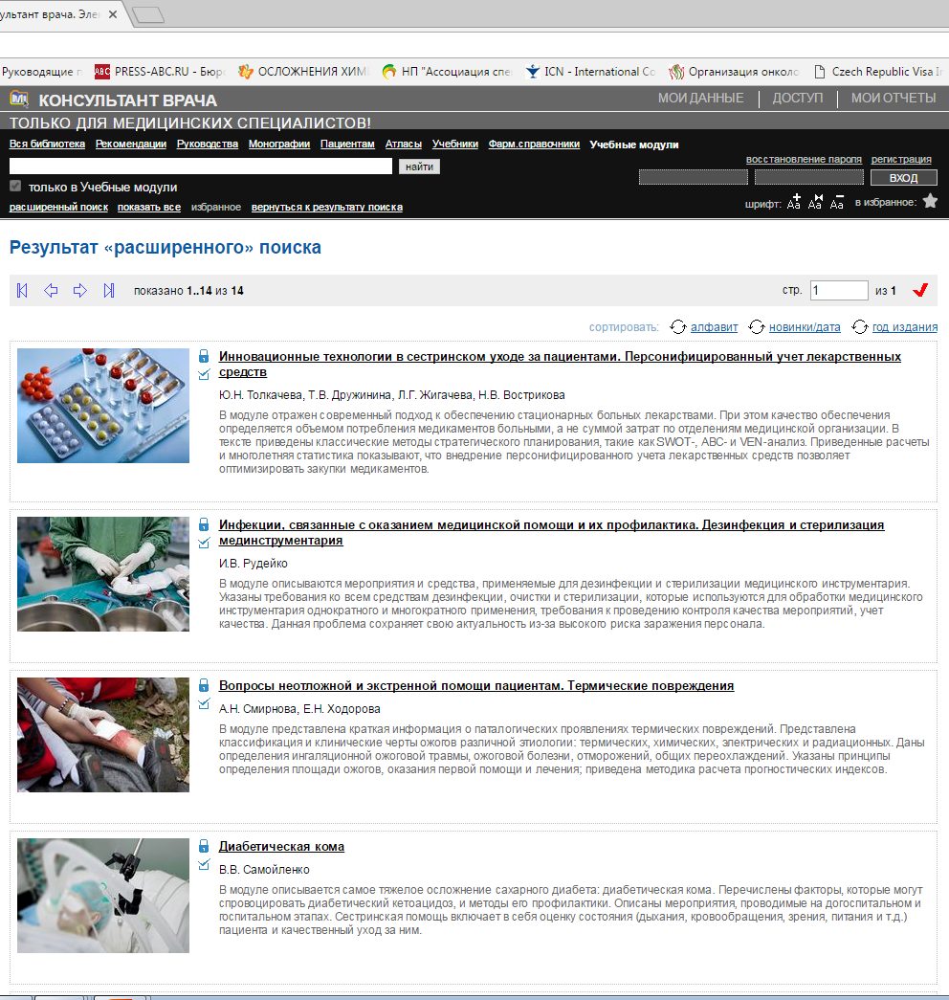 ультант врача. Эле
Руководящие п
ABC PRESS-ABC.RU - Бюро
ОСЛОЖНЕНИЯ ХИМИ
НП "Ассоциация спе
ICN - International Co
Организация онколо
Czech Republic Visa In
КОНСУЛЬТАНТ ВРАЧА
МОИ ДАННЫЕ ДОСТУП МОИ ОТЧЕТЫ
ТОЛЬКО ДЛЯ МЕДИЦИНСКИХ СПЕЦИАЛИСТОВ!
Вся библиотека Рекомендации Руководства Монографии Пациентам Атласы Учебники Фарм.справочники Учебные модули
восстановление пароля регистрация
найти
ВХОД
только в Учебные модули
расширенный поиск показать все избранное вернуться к результату поиска
шрифт: Аа Аа Аа в избранное:
Результат «расширенного» поиска
показано 1..14 из 14
стр. 1 из 1
сортировать: алфавит новинки/дата год издания
Инновационные технологии в сестринском уходе за пациентами. Персонифицированный учет лекарственных
средств
Ю.Н. Толкачева, Т.В. Дружинина, Л.Г. Жигачева, Н.В. Вострикова
В модуле отражен современный подход к обеспечению стационарных больных лекарствами. При этом качество обеспечения
определяется объемом потребления медикаментов больными, а не суммой затрат по отделениям медицинской организации. В
тексте приведены классические методы стратегического планирования, такие как SWOT-, ABC- и VEN-анализ. Приведенные расчеты
и многолетняя статистика показывают, что внедрение персонифицированного учета лекарственных средств позволяет
оптимизировать закупки медикаментов.
Инфекции, связанные с оказанием медицинской помощи и их профилактика. Дезинфекция и стерилизация
мединструментария
И.В. Рудейко
В модуле описываются мероприятия и средства, применяемые для дезинфекции и стерилизации медицинского инструментария.
Указаны требования ко всем средствам дезинфекции, очистки и стерилизации, которые используются для обработки медицинского
инструментария однократного и многократного применения, требования к проведению контроля качества мероприятий, учет
качества. Данная проблема сохраняет свою актуальность из-за высокого риска заражения персонала.
Вопросы неотложной и экстренной помощи пациентам. Термические повреждения
А.Н. Смирнова, Е.Н. Ходорова
В модуле представлена краткая информация о паталогических проявлениях термических повреждений. Представлена
классификация и клинические черты ожогов различной этиологии: термических, химических, электрических и радиационных. Даны
определения ингаляционной ожоговой травмы, ожоговой болезни, отморожений, общих переохлаждений. Указаны принципы
определения площади ожогов, оказания первой помощи и лечения; приведена методика расчета прогностических индексов.
Диабетическая кома
В.В. Самойленко
В модуле описывается самое тяжелое осложнение сахарного диабета: диабетическая кома. Перечислены факторы, которые могут
спровоцировать диабетический кетоацидоз, и методы его профилактики. Описаны мероприятия, проводимые на догоспитальном и
госпитальном этапах. Сестринская помощь включает в себя оценку состояния (дыхания, кровообращения, зрения, питания и т.д.)
пациента и качественный уход за ним.